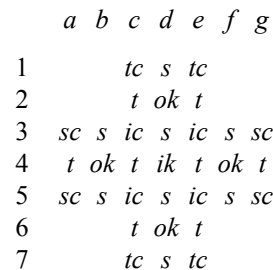 a b c d e f g
1 tc s tc
2 t ok t
3 sc s ic s ic s sc
4 t ok t ik t ok t
5 sc s ic s ic s sc
6 t ok t
7 tc s tc